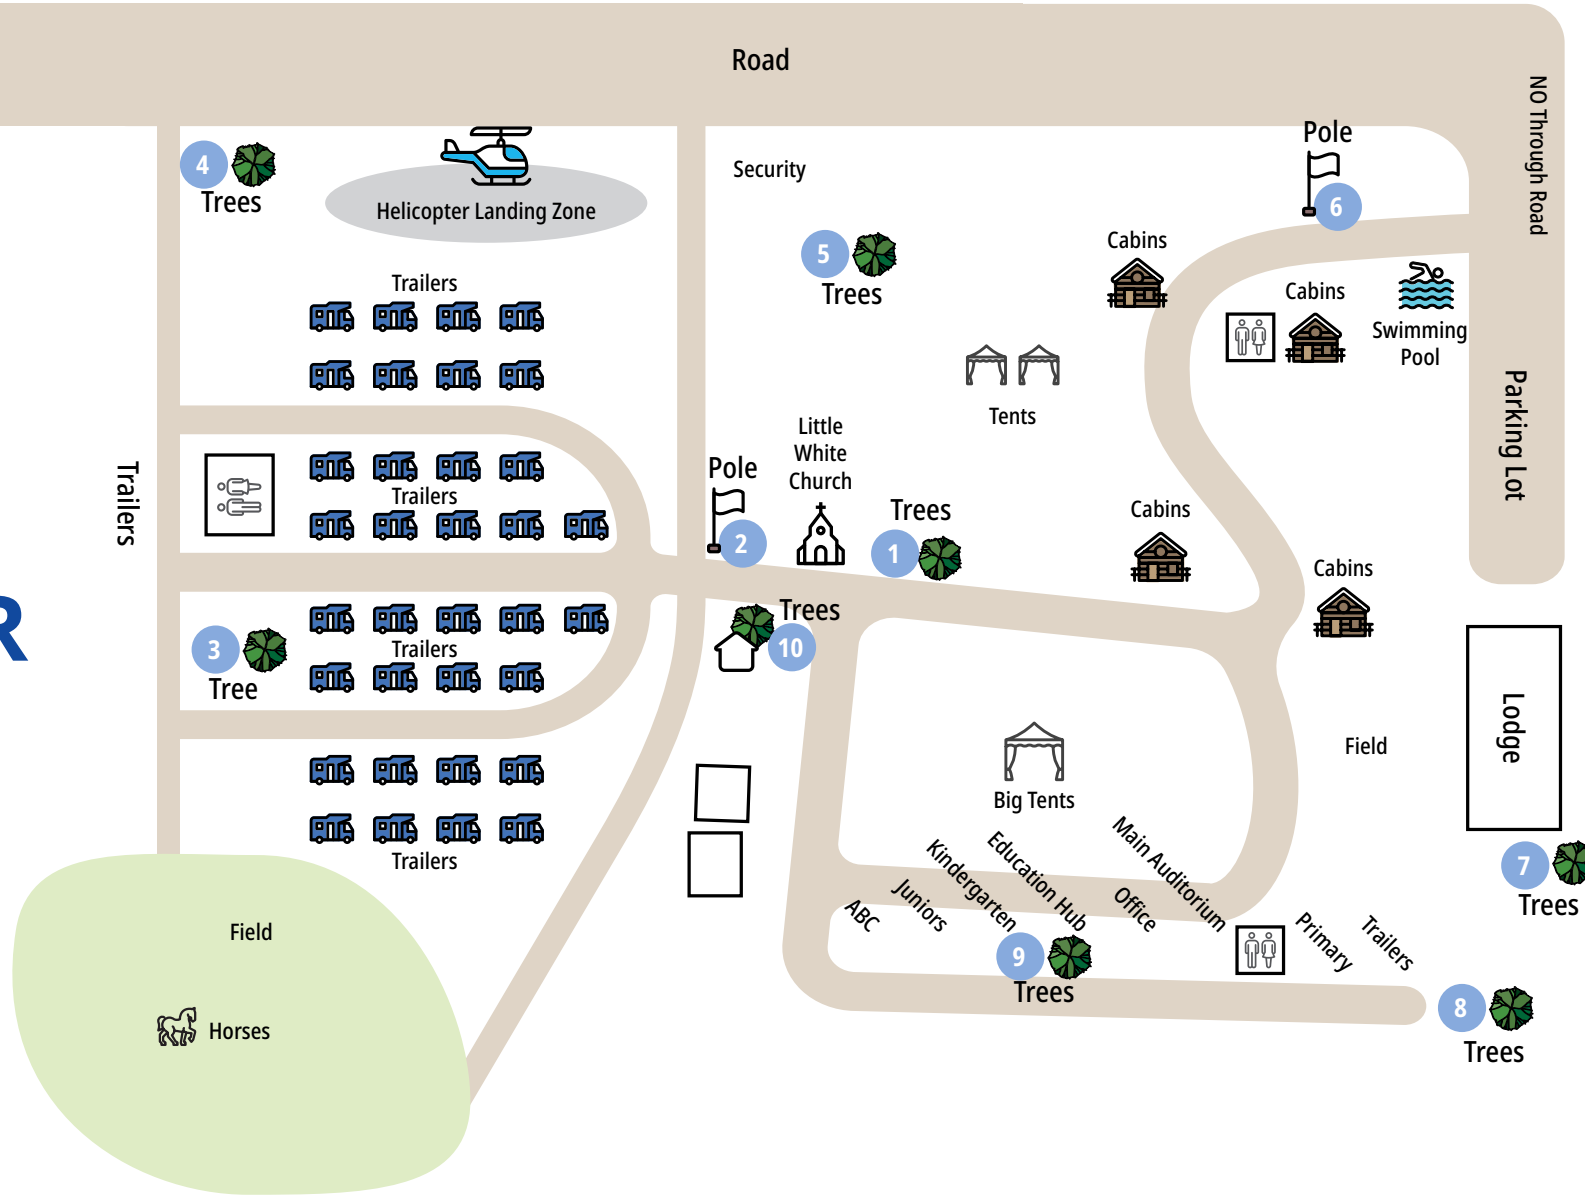 Road
NO Through Road
Pole
6
4
Trees
Helicopter Landing Zone
Security
5
Trees
Cabins
Cabins
Swimming
Pool
Trailers
Tents
Parking Lot
Little
White
Church
Pole
2
Trees
1
Cabins
Trailers
Trailers
Cabins
R
3
Tree
Trailers
Trees
10
Lodge
Field
Big Tents
Trailers
Main Auditorium
Education Hub
Kindergarten
Juniors
ABC
Office
Primary
Trailers
7
Trees
9
Trees
8
Trees
Field
Horses